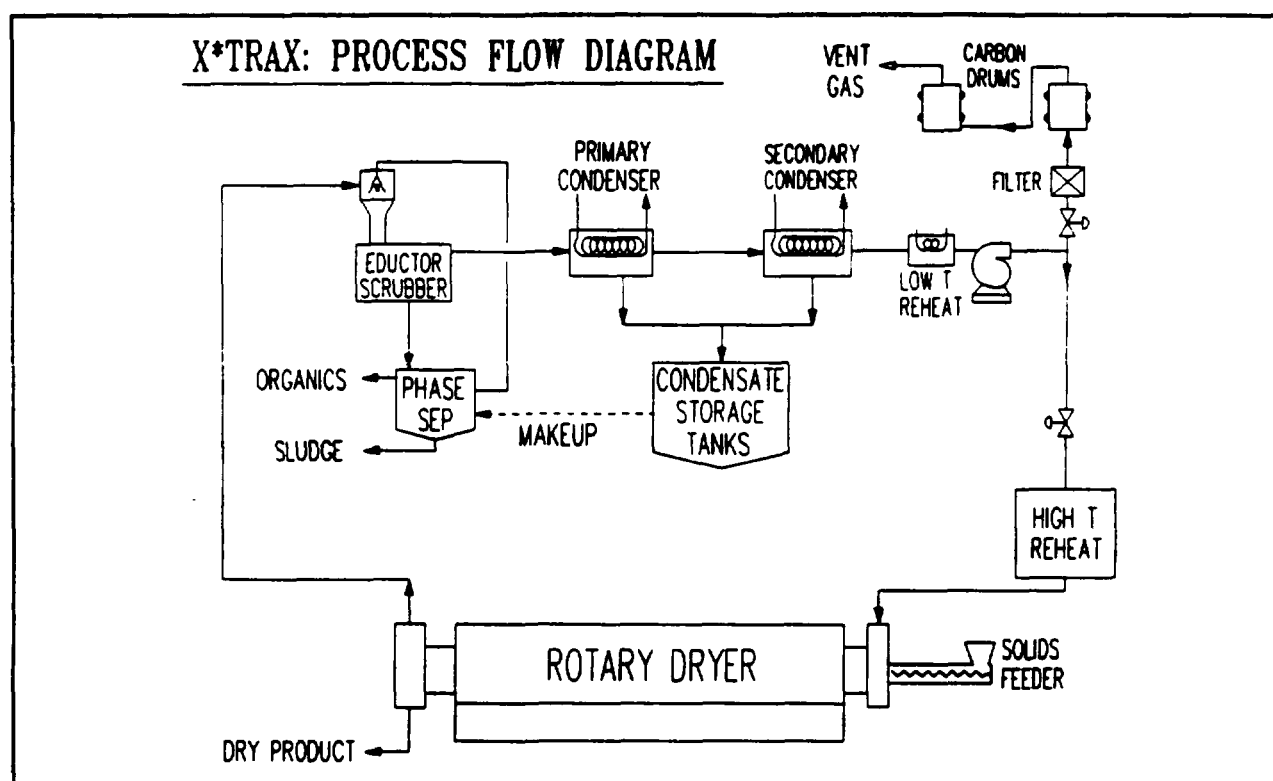 X*TRAX: PROCESS FLOW DIAGRAM
VENT
GAS
CARBON
DRUMS
PRIMARY
CONDENSER
SECONDARY
CONDENSER
FILTER
EDUCTOR
SCRUBBER
LOW T
REHEAT
ORGANICS
PHASE
SEP
CONDENSATE
STORAGE
TANKS
MAKEUP
SLUDGE
HIGH T
REHEAT
ROTARY DRYER
SOLIDS
FEEDER
DRY PRODUCT